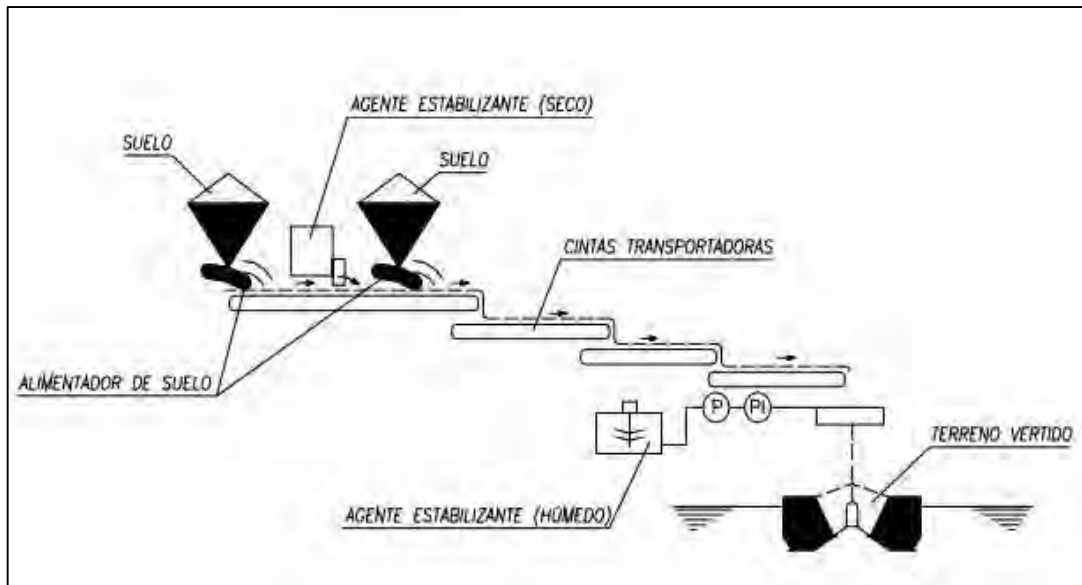 AGENTE ESTABILIZANTE (SECO)
SUELO
SUELO
CINTAS TRANSPORTADORAS
ALIMENTADOR DE SUELO
P
PI
TERRENO VERTIDO
AGENTE ESTABILIZANTE (HÚMEDO)